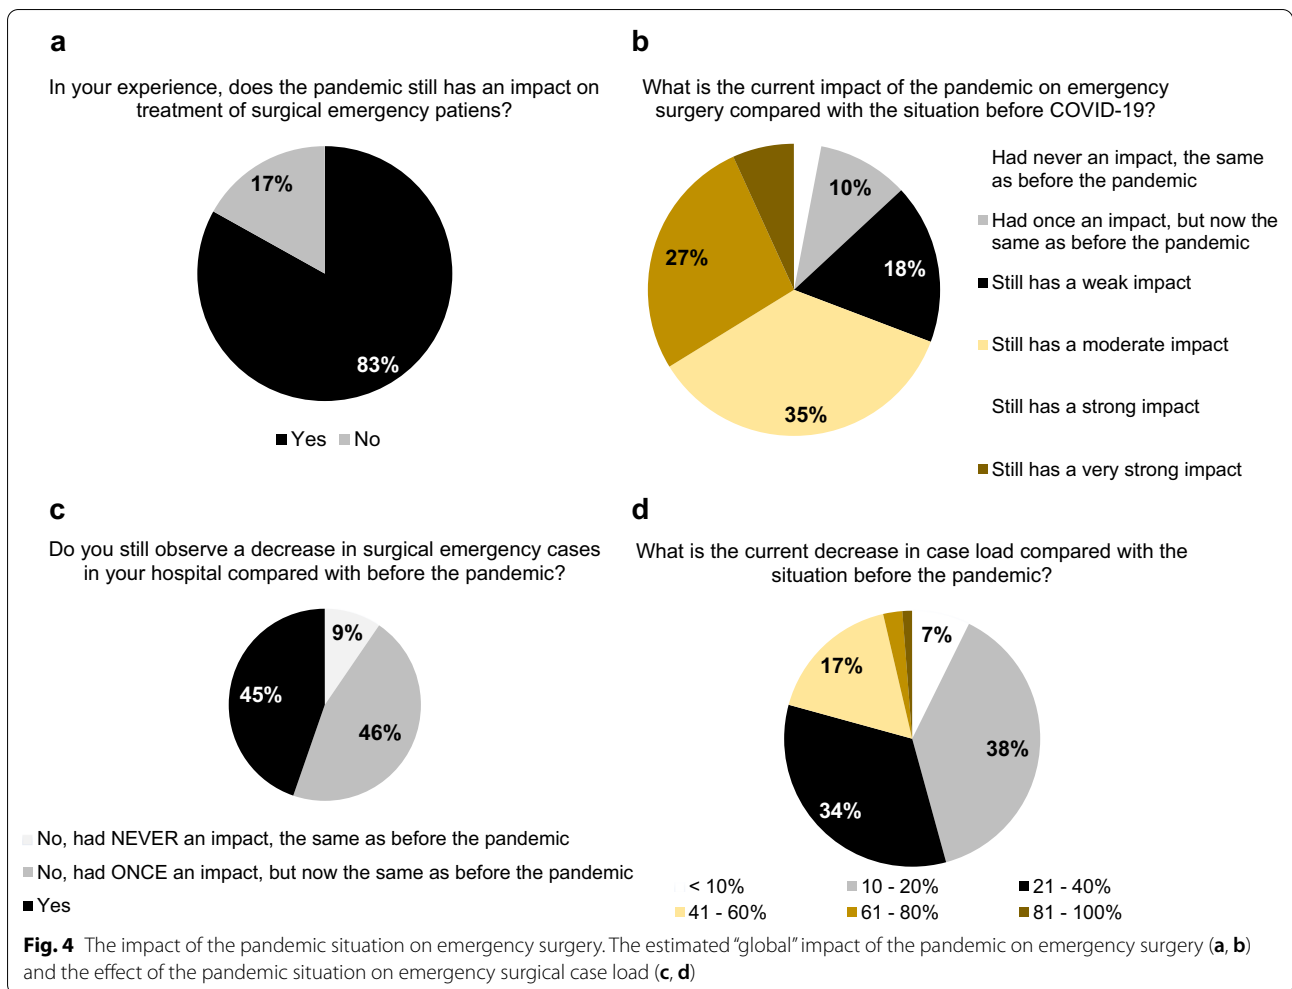 a
In your experience, does the pandemic still has an impact on
treatment of surgical emergency patiens?
17%
83%
Yes No
b
What is the current impact of the pandemic on emergency
surgery compared with the situation before COVID-19?
10%
18%
27%
35%
Had never an impact, the same
as before the pandemic
Had once an impact, but now the
same as before the pandemic
Still has a weak impact
Still has a moderate impact
Still has a strong impact
Still has a very strong impact
c
Do you still observe a decrease in surgical emergency cases
in your hospital compared with before the pandemic?
9%
45%
46%
No, had NEVER an impact, the same as before the pandemic
No, had ONCE an impact, but now the same as before the pandemic
Yes
d
What is the current decrease in case load compared with the
situation before the pandemic?
7%
17%
38%
34%
< 10% 10 - 20% 21 - 40%
41 - 60% 61 - 80% 81 - 100%
Fig. 4 The impact of the pandemic situation on emergency surgery. The estimated “global” impact of the pandemic on emergency surgery (a, b)
and the effect of the pandemic situation on emergency surgical case load (c, d)